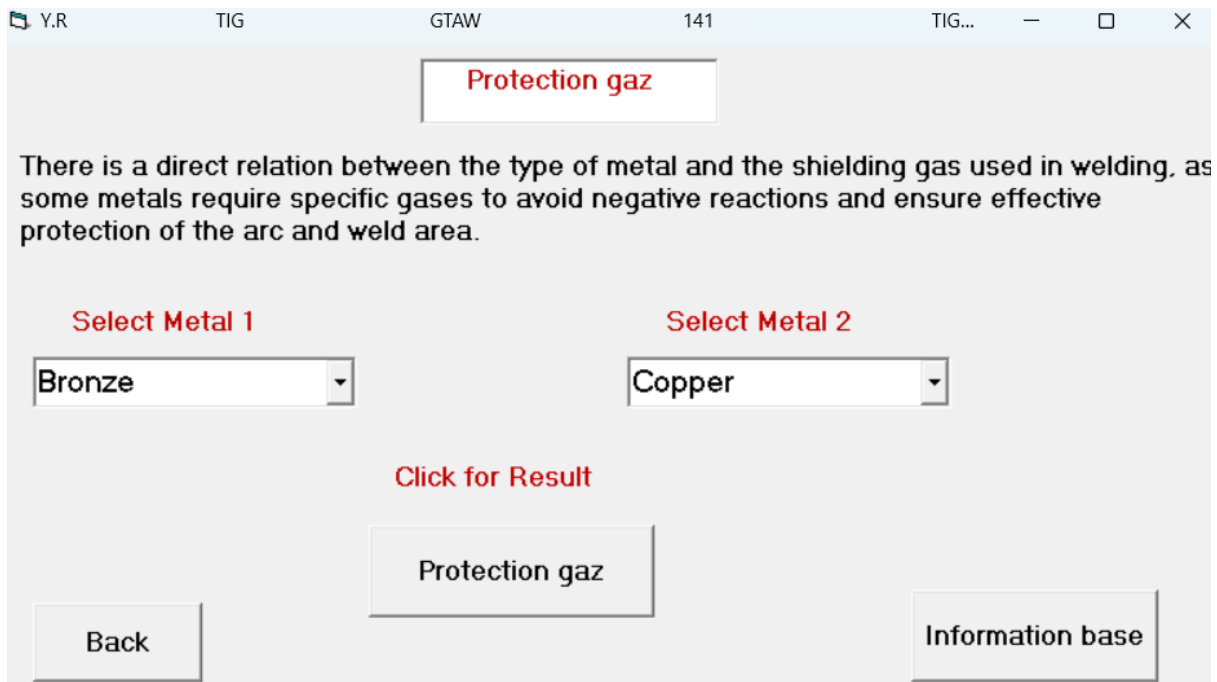 Y.R TIG GTAW 141 TIG...
Protection gaz
There is a direct relation between the type of metal and the shielding gas used in welding, as
some metals require specific gases to avoid negative reactions and ensure effective
protection of the arc and weld area.
Select Metal 1 Select Metal 2
Bronze Copper
Click for Result
Protection gaz
Back Information base